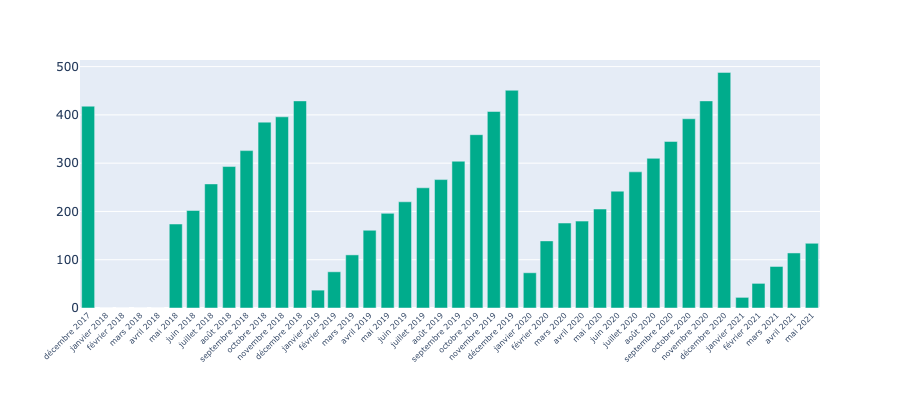 500
400
300
200
100
0
décembre 2017
janvier 2018
février 2018
mars 2018
avril 2018
mai 2018
juin 2018
juillet 2018
août 2018
septembre 2018
octobre 2018
novembre 2018
décembre 2018
janvier 2019
février 2019
mars 2019
avril 2019
mai 2019
juin 2019
juillet 2019
août 2019
septembre 2019
octobre 2019
novembre 2019
décembre 2019
janvier 2020
février 2020
mars 2020
avril 2020
mai 2020
juin 2020
juillet 2020
août 2020
septembre 2020
octobre 2020
novembre 2020
décembre 2020
janvier 2021
février 2021
mars 2021
avril 2021
mai 2021